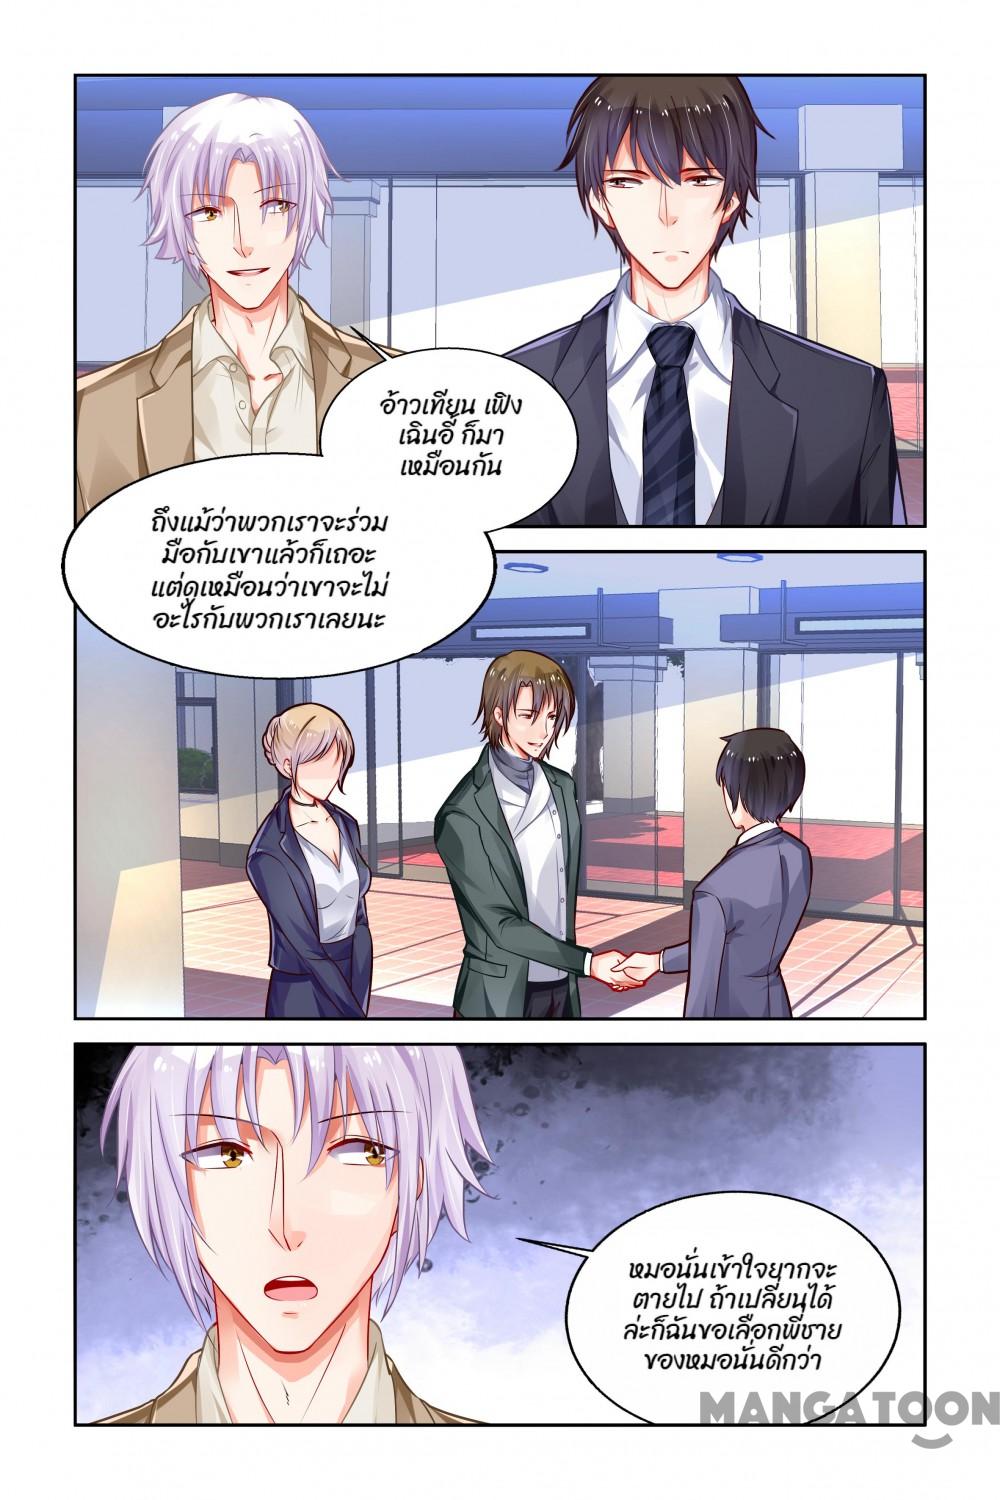 อ้าวเทียน เฟิง
เฉินอี้ ก็มา
เหมือนกัน
ถึงแม้ว่าพวกเราจะร่วม
มือกับเขาแล้วก็เถอะ
แต่ดูเหมือนว่าเขาจะไม่
อะไรกับพวกเราเลยนะ
หมอนั่นเข้าใจยากจะ
ตายไป ถ้าเปลี่ยนได้
ล่ะก็ฉันขอเลือกพี่ชาย
ของหมอนั่นดีกว่า
MANGATOON